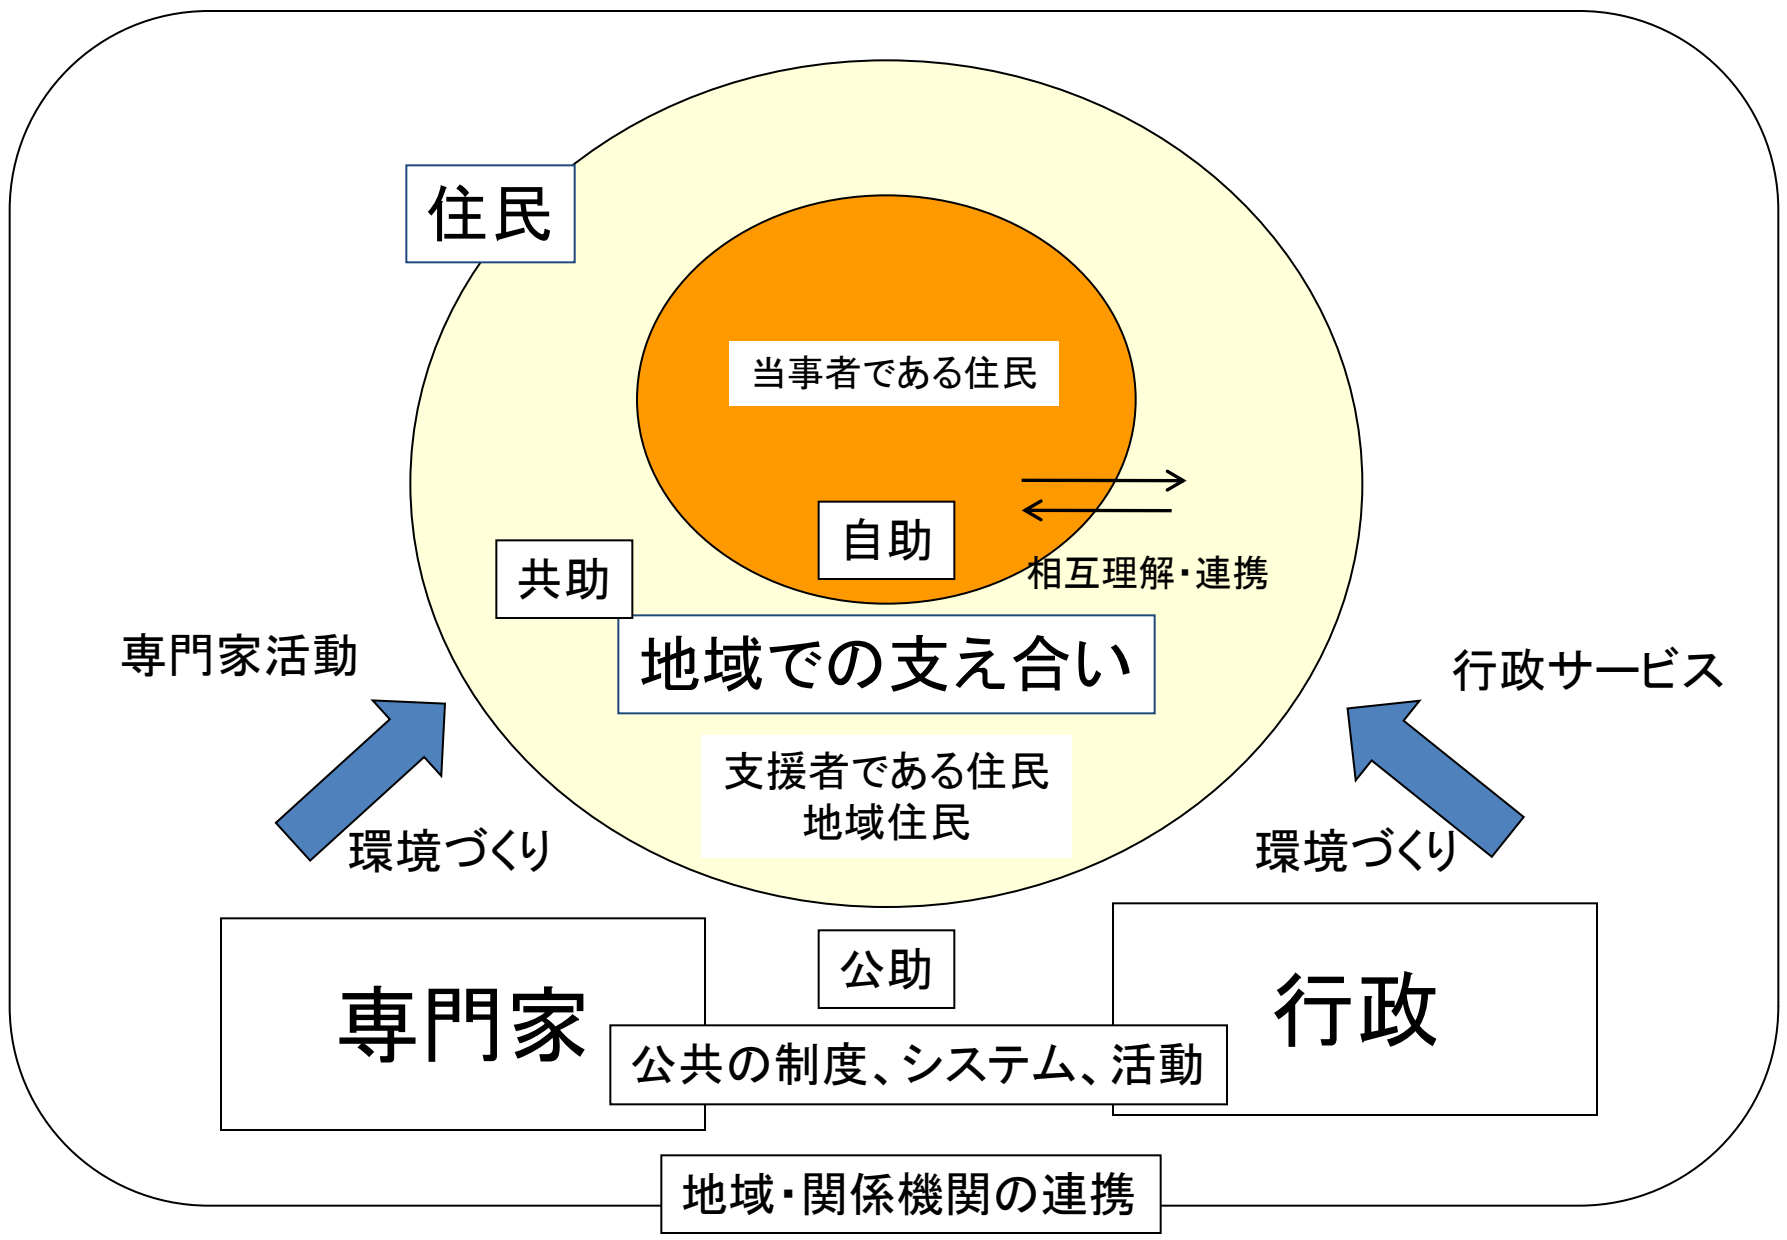 住民
当事者である住民
自助
共助
相互理解・連携
地域での支え合い
専門家活動
行政サービス
支援者である住民
地域住民
環境づくり
環境づくり
公助
専門家
行政
公共の制度、システム、活動
地域・関係機関の連携